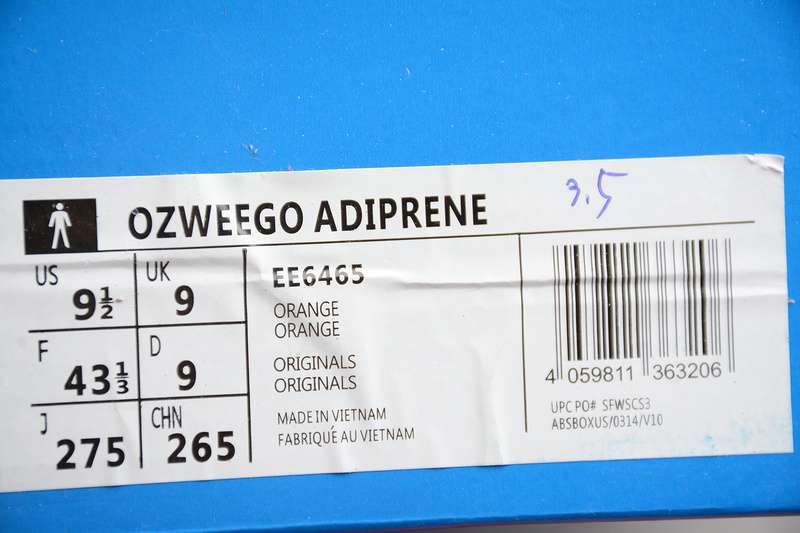 OZWEEGO ADIPRENE
3.5
US 9½
UK 9
F 43⅓
D 9
J 275
CHN 265
EE6465
ORANGE
ORANGE
ORIGINALS
ORIGINALS
MADE IN VIETNAM
FABRIQUÉ AU VIETNAM
4 059811 363206
UPC PO# SFWSCS3
ABSBOXUS/0314/V10